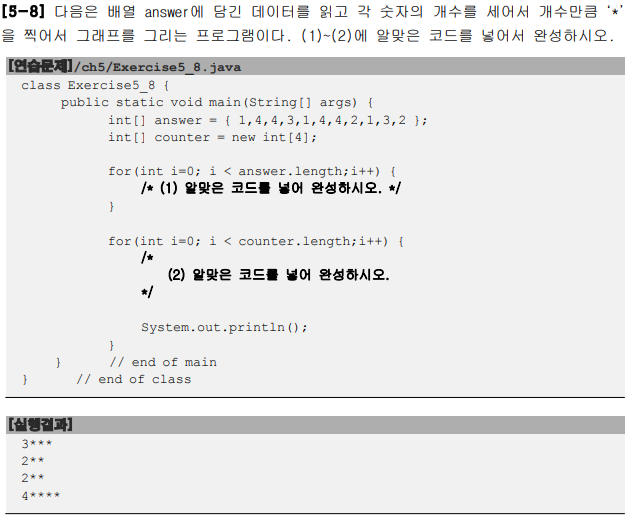 [5-8] 다음은 배열 answer에 담긴 데이터를 읽고 각 숫자의 개수를 세어서 개수만큼 ‘*’
을 찍어서 그래프를 그리는 프로그램이다. (1)~(2)에 알맞은 코드를 넣어서 완성하시오.
[연습문제]/ch5/Exercise5_8.java
class Exercise5_8 {
public static void main(String[] args) {
int[] answer = { 1,4,4,3,1,4,4,2,1,3,2 };
int[] counter = new int[4];
for(int i=0; i < answer.length;i++) {
/* (1) 알맞은 코드를 넣어 완성하시오. */
}
for(int i=0; i < counter.length;i++) {
/*
(2) 알맞은 코드를 넣어 완성하시오.
*/
System.out.println();
}
} // end of main
} // end of class
[실행결과]
3***
2**
2**
4****